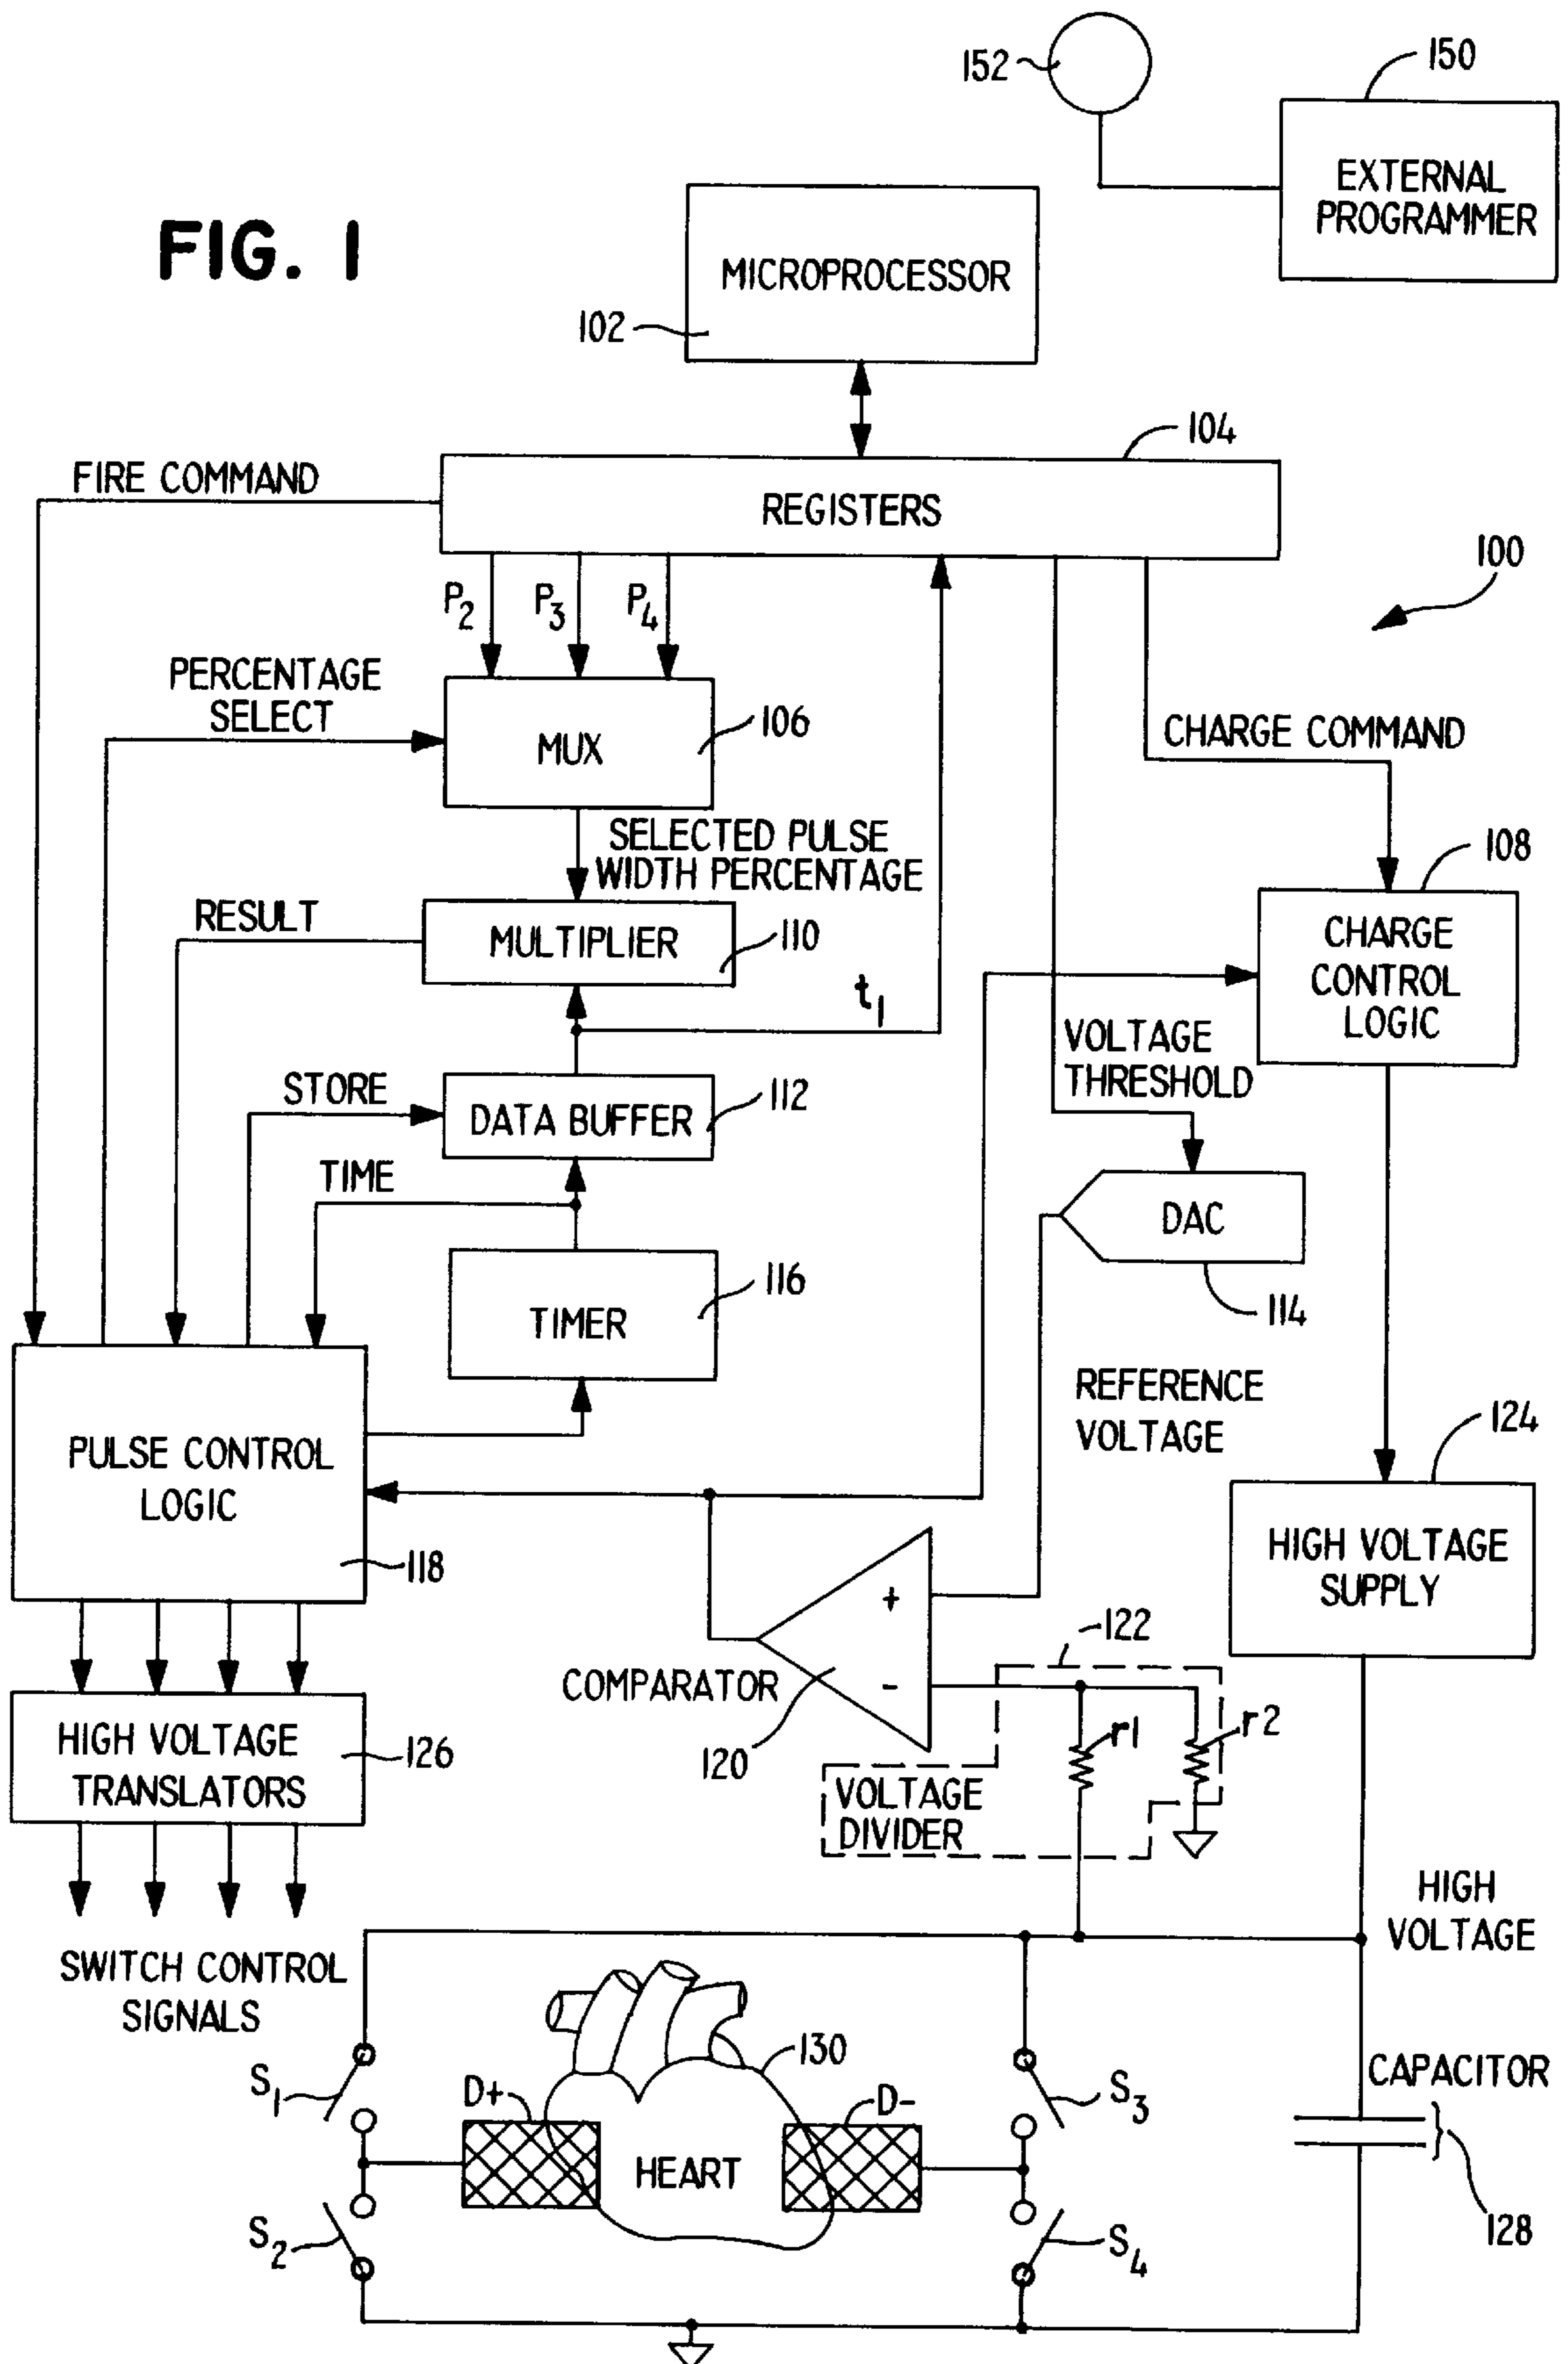 152
150
EXTERNAL
PROGRAMMER
FIG. 1
MICROPROCESSOR
102
104
FIRE COMMAND
REGISTERS
100
P2
P3
P4
PERCENTAGE
SELECT
106
MUX
CHARGE COMMAND
SELECTED PULSE
WIDTH PERCENTAGE
108
RESULT
MULTIPLIER
110
CHARGE
CONTROL
LOGIC
t1
VOLTAGE
THRESHOLD
STORE
DATA BUFFER
112
TIME
DAC
116
TIMER
114
REFERENCE
VOLTAGE
124
PULSE CONTROL
LOGIC
118
HIGH VOLTAGE
SUPPLY
+
-
122
COMPARATOR
120
r1
r2
HIGH VOLTAGE
TRANSLATORS
126
VOLTAGE
DIVIDER
HIGH
VOLTAGE
SWITCH CONTROL
SIGNALS
130
CAPACITOR
S1
D+
D-
S3
HEART
S2
S4
128